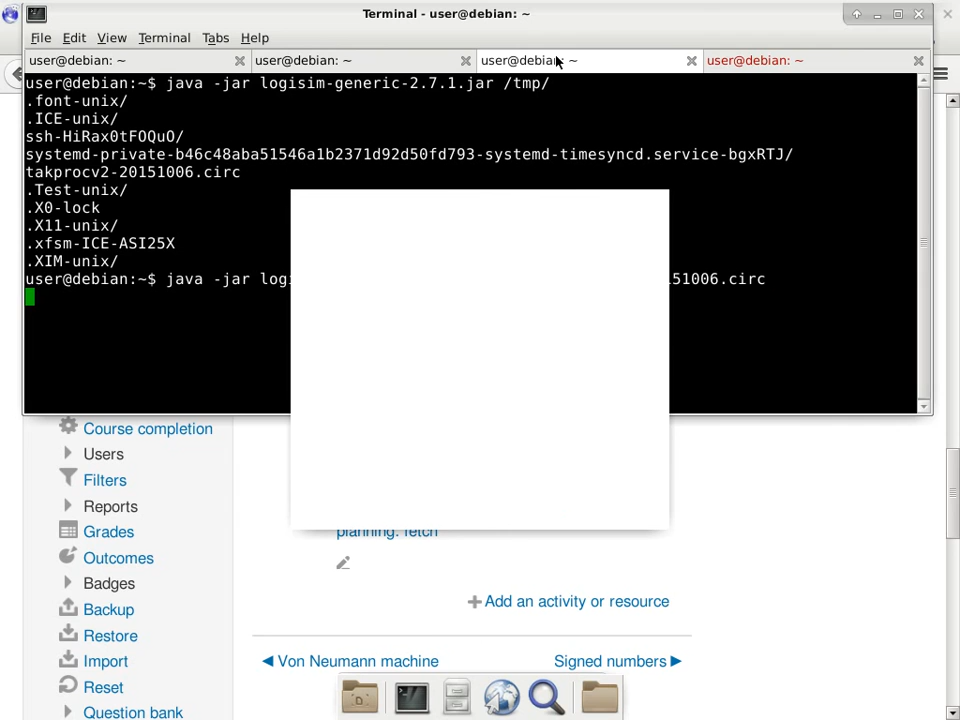 Terminal - user@debian: ~
File Edit View Terminal Tabs Help
user@debian: ~ user@debian: ~ user@debian: ~ user@debian: ~
user@debian:~$ java -jar logisim-generic-2.7.1.jar /tmp/
.font-unix/
.ICE-unix/
ssh-HiRax0tFOQuO/
systemd-private-b46c48aba51546a1b2371d92d50fd793-systemd-timesyncd.service-bgxRTJ/
takprocv2-20151006.circ
.Test-unix/
.X0-lock
.X11-unix/
.xfsm-ICE-ASI25X
.XIM-unix/
user@debian:~$ java -jar logi 51006.circ
Course completion
Users
Filters
Reports
Grades
Outcomes
Badges
Backup
Restore
Import
Reset
Question bank
planning. fetch
Add an activity or resource
Von Neumann machine
Signed numbers